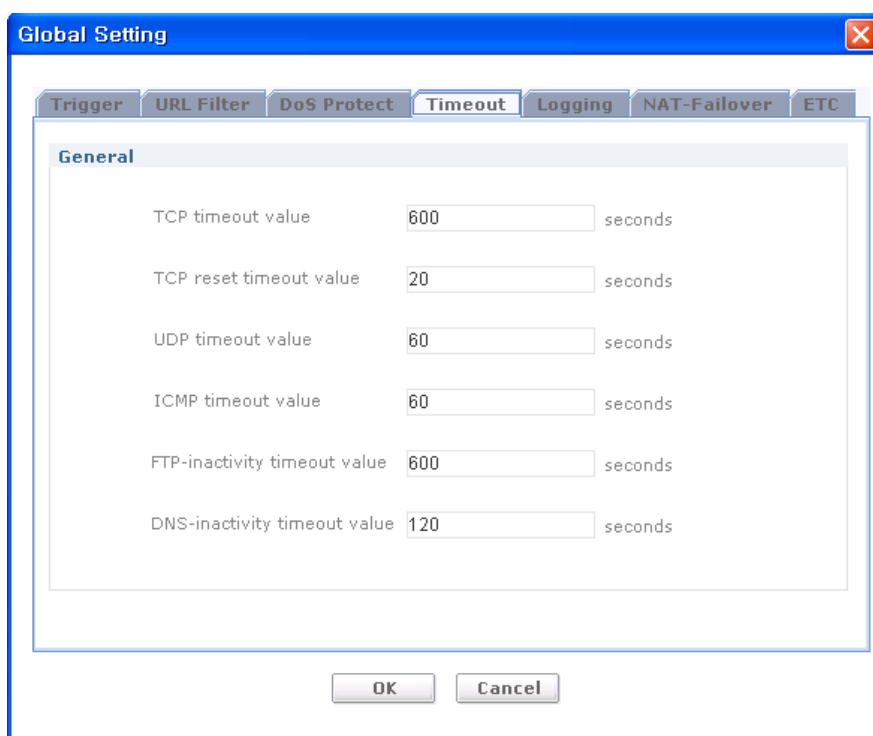 Global Setting
Trigger URL Filter DoS Protect Timeout Logging NAT-Failover ETC
General
TCP timeout value 600 seconds
TCP reset timeout value 20 seconds
UDP timeout value 60 seconds
ICMP timeout value 60 seconds
FTP-inactivity timeout value 600 seconds
DNS-inactivity timeout value 120 seconds
OK Cancel